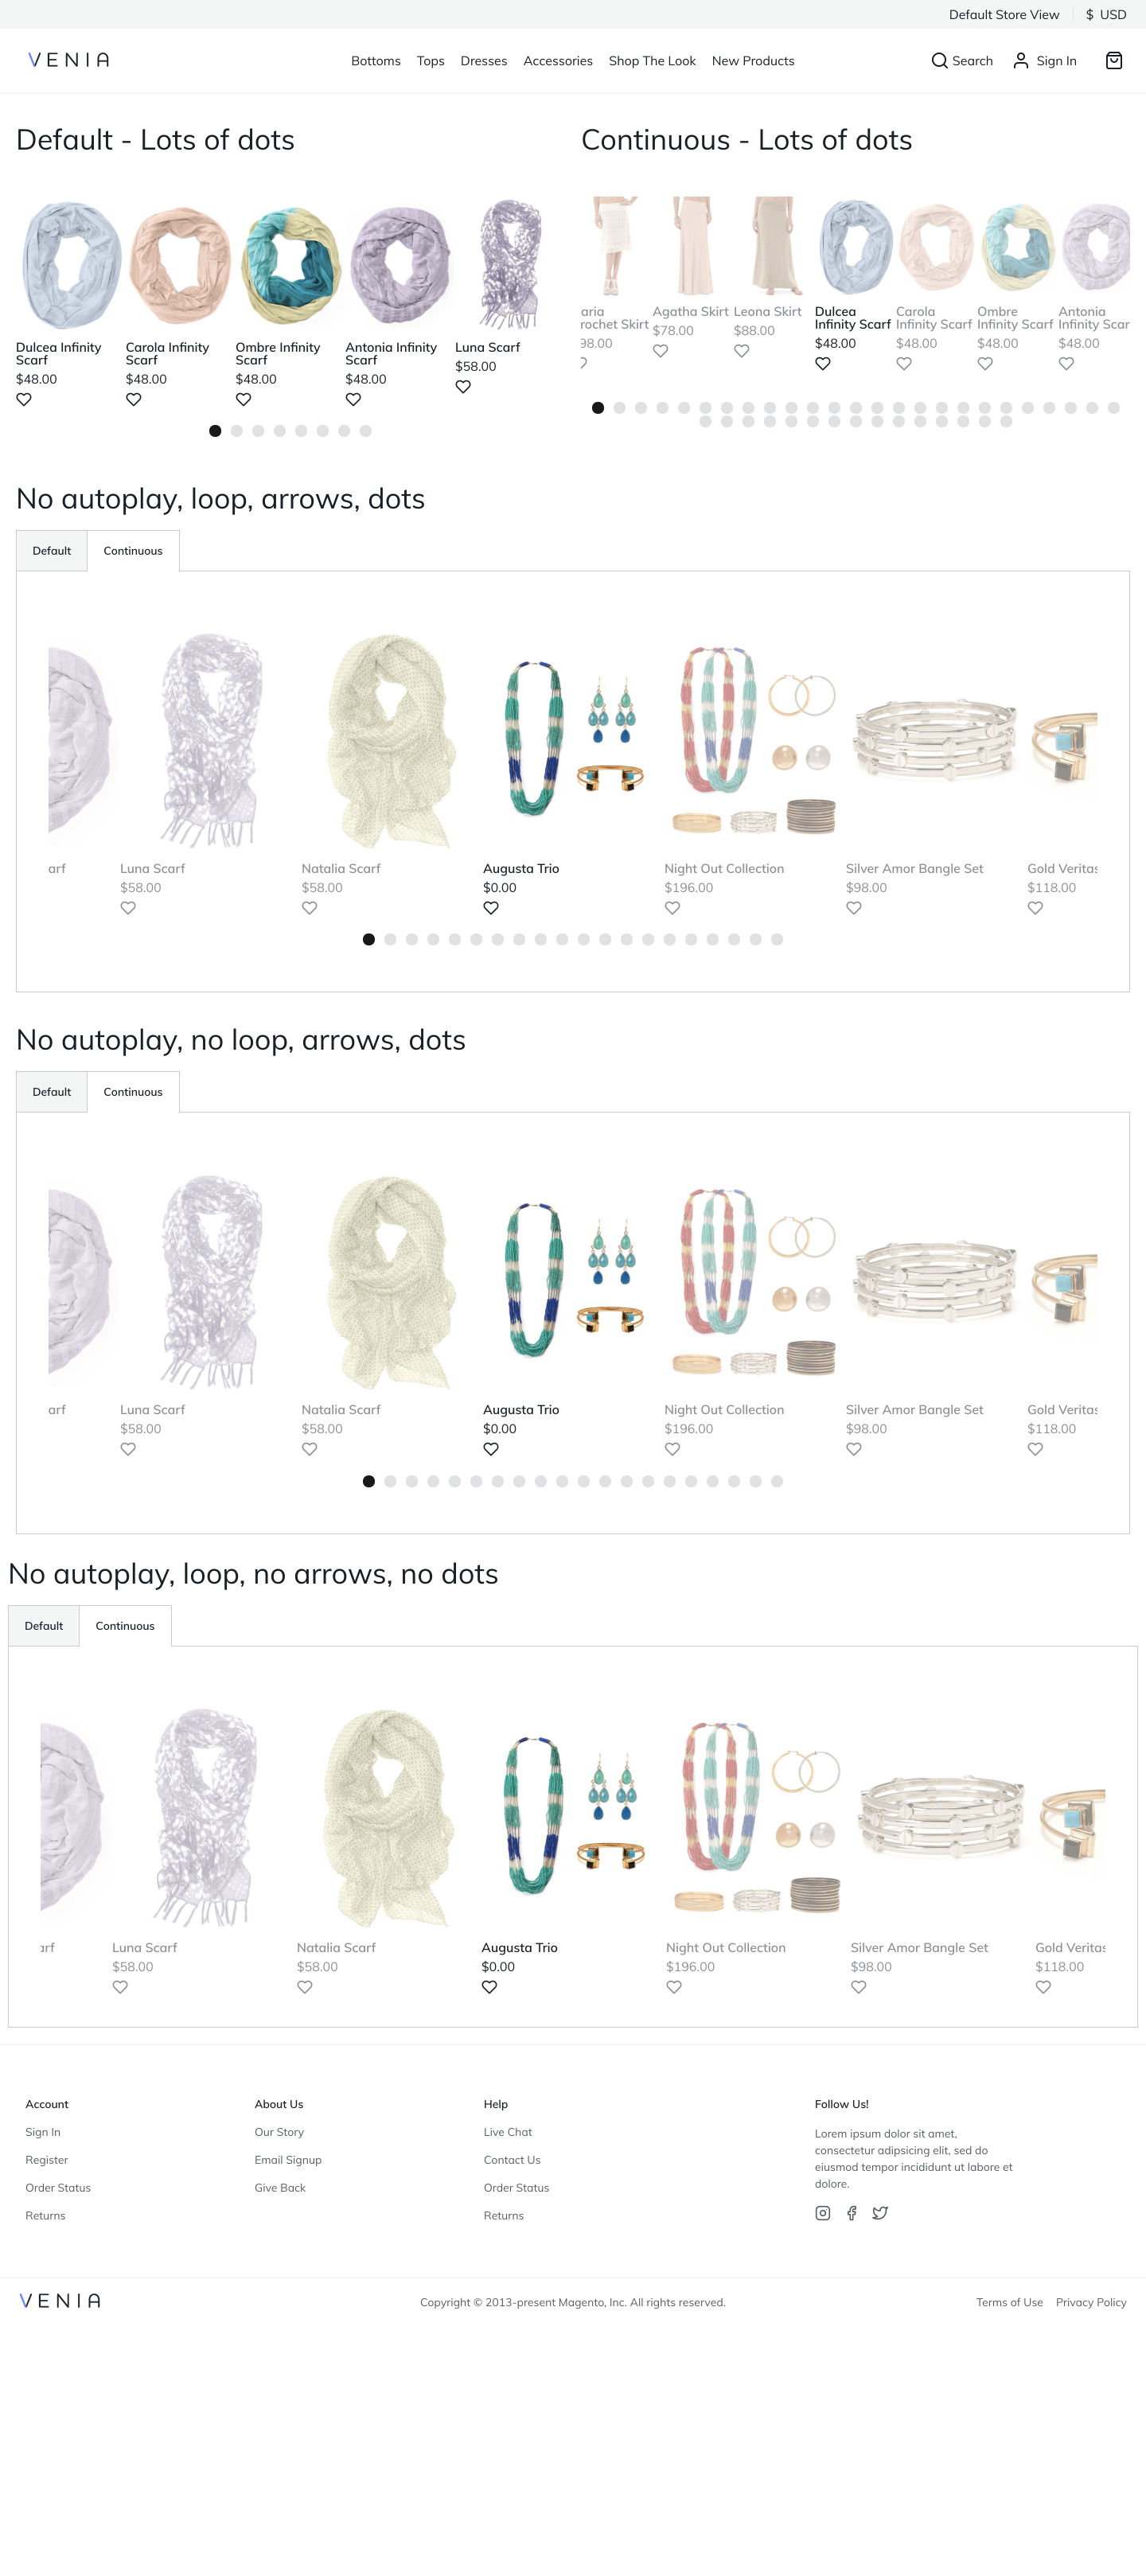 Default Store View
$ USD
VENIA
Bottoms Tops Dresses Accessories Shop The Look New Products
Search
Sign In
Default - Lots of dots
Dulcea Infinity
Scarf
$48.00
Carola Infinity
Scarf
$48.00
Ombre Infinity
Scarf
$48.00
Antonia Infinity
Scarf
$48.00
Luna Scarf
$58.00
Continuous - Lots of dots
aria
rochet Skirt
98.00
Agatha Skirt
$78.00
Leona Skirt
$88.00
Dulcea
Infinity Scarf
$48.00
Carola
Infinity Scarf
$48.00
Ombre
Infinity Scarf
$48.00
Antonia
Infinity Scar
$48.00
No autoplay, loop, arrows, dots
Default
Continuous
arf
Luna Scarf
$58.00
Natalia Scarf
$58.00
Augusta Trio
$0.00
Night Out Collection
$196.00
Silver Amor Bangle Set
$98.00
Gold Veritas
$118.00
No autoplay, no loop, arrows, dots
Default
Continuous
arf
Luna Scarf
$58.00
Natalia Scarf
$58.00
Augusta Trio
$0.00
Night Out Collection
$196.00
Silver Amor Bangle Set
$98.00
Gold Veritas
$118.00
No autoplay, loop, no arrows, no dots
Default
Continuous
arf
Luna Scarf
$58.00
Natalia Scarf
$58.00
Augusta Trio
$0.00
Night Out Collection
$196.00
Silver Amor Bangle Set
$98.00
Gold Veritas
$118.00
Account
Sign In
Register
Order Status
Returns
About Us
Our Story
Email Signup
Give Back
Help
Live Chat
Contact Us
Order Status
Returns
Follow Us!
Lorem ipsum dolor sit amet,
consectetur adipsicing elit, sed do
eiusmod tempor incididunt ut labore et
dolore.
VENIA
Copyright © 2013-present Magento, Inc. All rights reserved.
Terms of Use
Privacy Policy